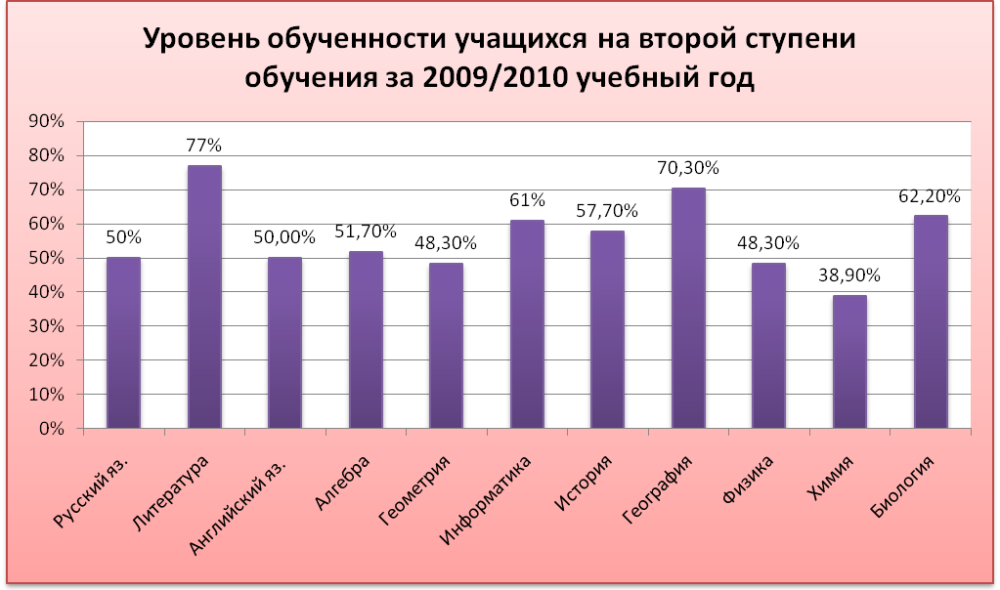 Уровень обученности учащихся на второй ступени
обучения за 2009/2010 учебный год
90%
80%
70%
60%
50%
40%
30%
20%
10%
0%
50%
77%
50,00%
51,70%
48,30%
61%
57,70%
70,30%
48,30%
38,90%
62,20%
Русский яз.
Литература
Английский яз.
Алгебра
Геометрия
Информатика
История
География
Физика
Химия
Биология